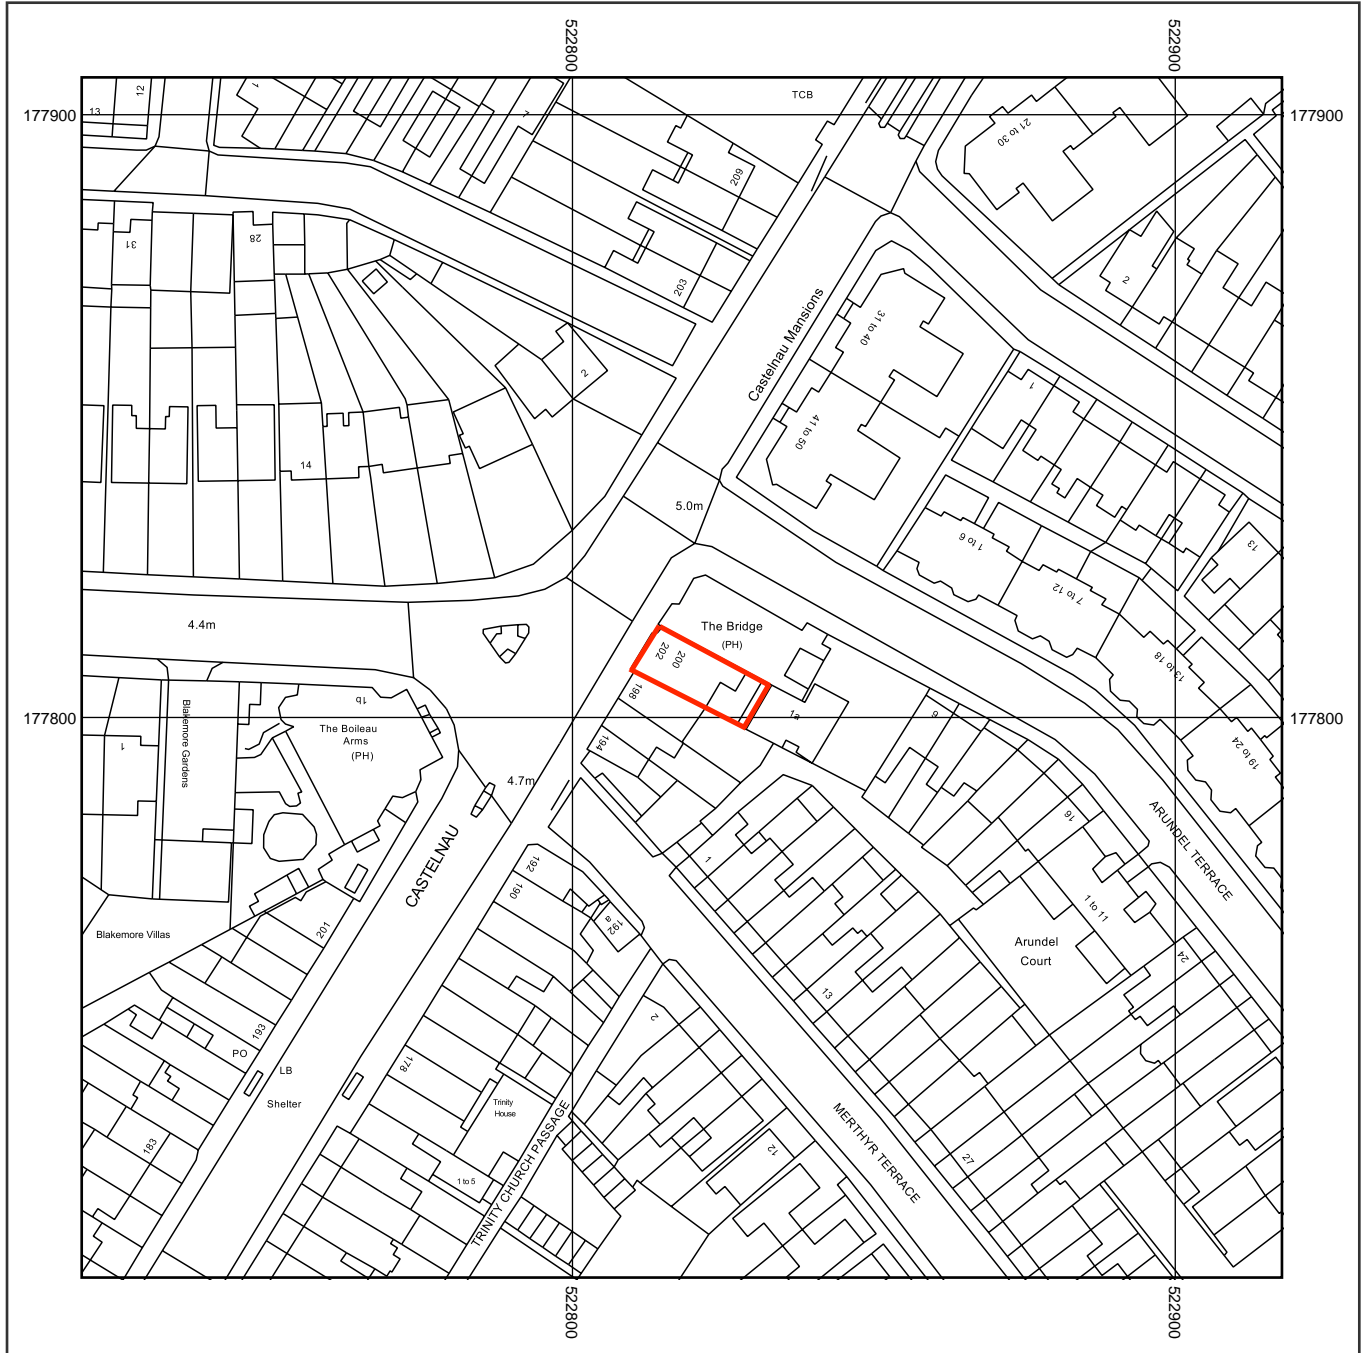 522800
522900
177900
177900
13
12
1
7
TCB
21 to 30
209
31
28
203
2
Castelnau Mansions
31 to 40
2
1
41 to 50
14
5.0m
1 to 6
13
7 to 12
4.4m
The Bridge
(PH)
202
200
198
13 to 18
1b
Blakemore Gardens
The Boileau
Arms
(PH)
177800
177800
1
194
1a
6
19 to 24
4.7m
CASTELNAU
ARUNDEL TERRACE
16
192
190
1
192 a
1 to 11
201
Blakemore Villas
Arundel
Court
24
13
193
PO
LB
Shelter
2
178
Trinity
House
183
TRINITY CHURCH PASSAGE
MERTHYR TERRACE
12
27
1 to 5
522800
522900